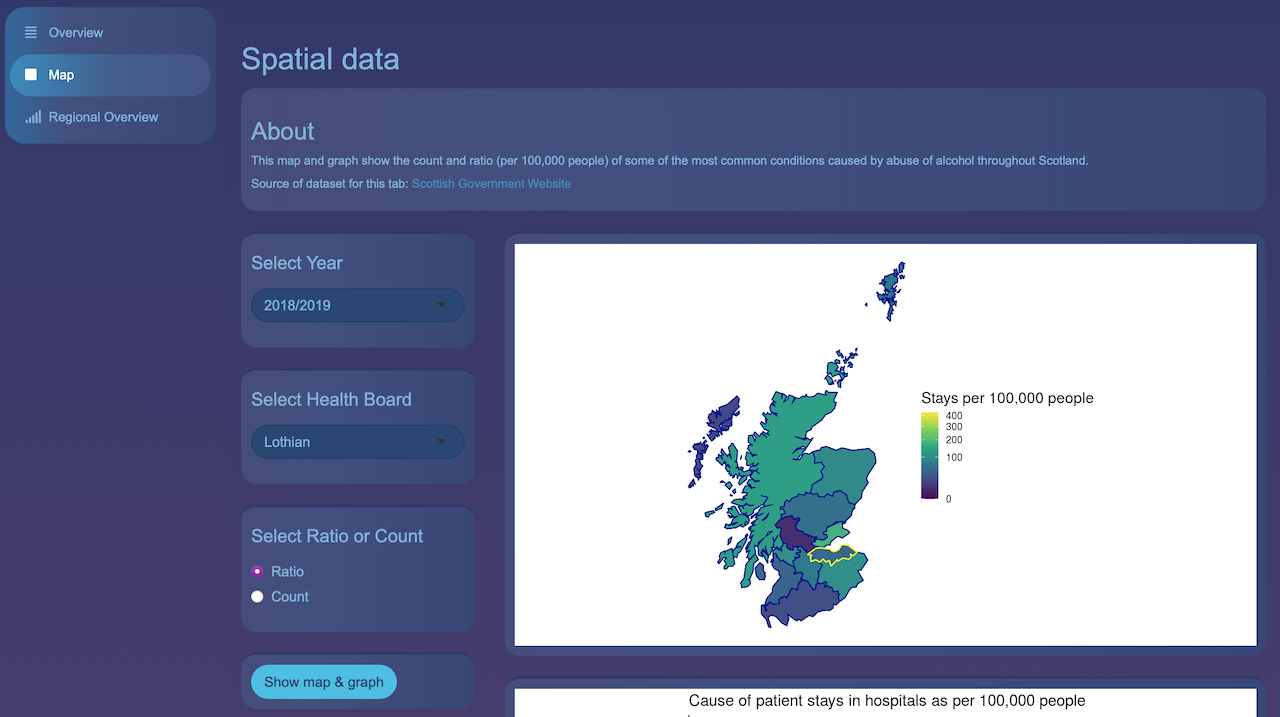 Overview
Map
Regional Overview
Spatial data
About
This map and graph show the count and ratio (per 100,000 people) of some of the most common conditions caused by abuse of alcohol throughout Scotland.
Source of dataset for this tab: Scottish Government Website
Select Year
2018/2019
Select Health Board
Lothian
Select Ratio or Count
Ratio
Count
Show map & graph
Stays per 100,000 people
400
300
200
100
0
Cause of patient stays in hospitals as per 100,000 people